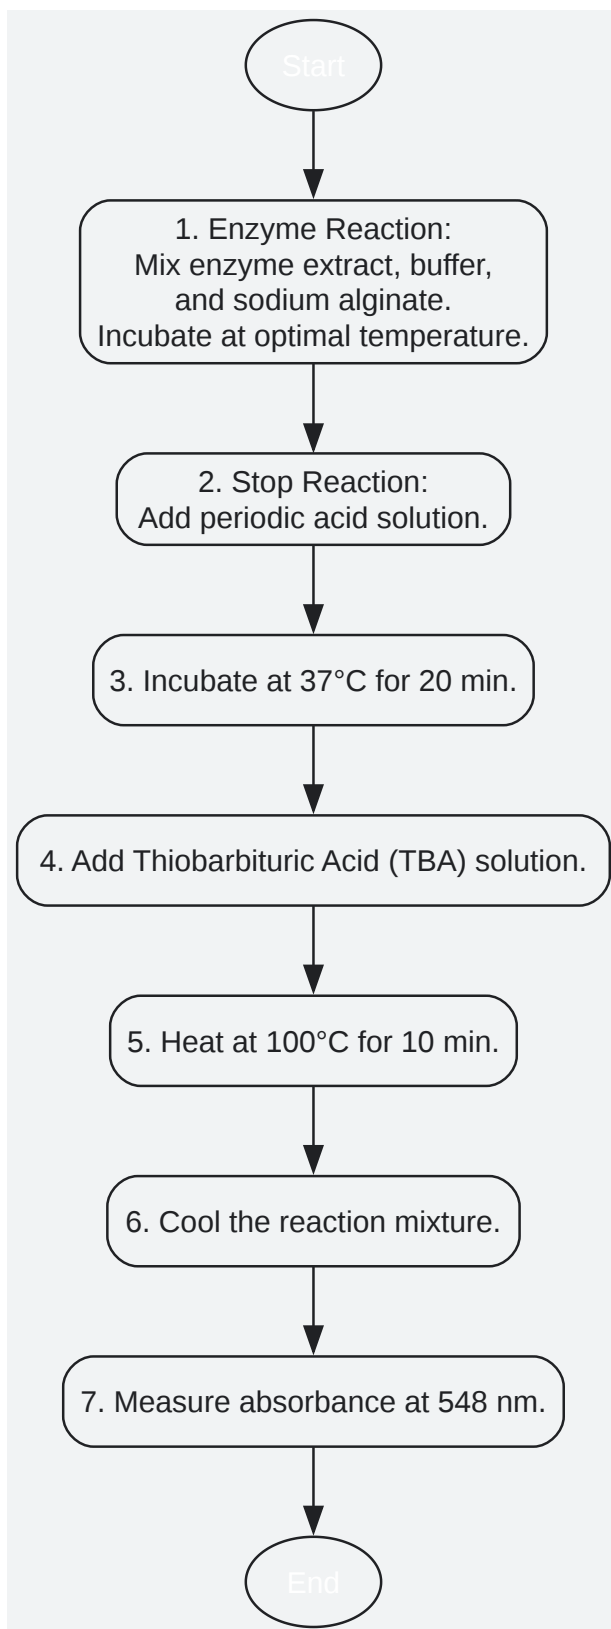 Start
1. Enzyme Reaction:
Mix enzyme extract, buffer,
and sodium alginate.
Incubate at optimal temperature.
2. Stop Reaction:
Add periodic acid solution.
3. Incubate at 37°C for 20 min.
4. Add Thiobarbituric Acid (TBA) solution.
5. Heat at 100°C for 10 min.
6. Cool the reaction mixture.
7. Measure absorbance at 548 nm.
End